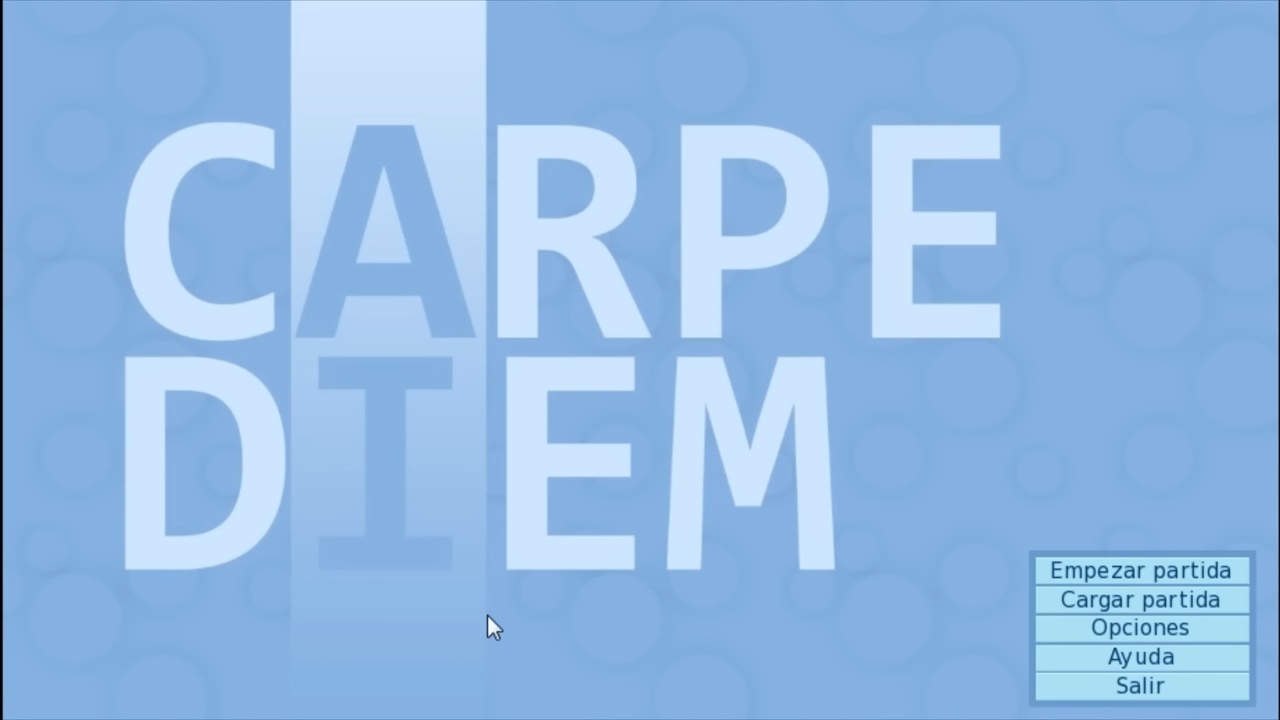 CARPE
DIEM
Empezar partida
Cargar partida
Opciones
Ayuda
Salir